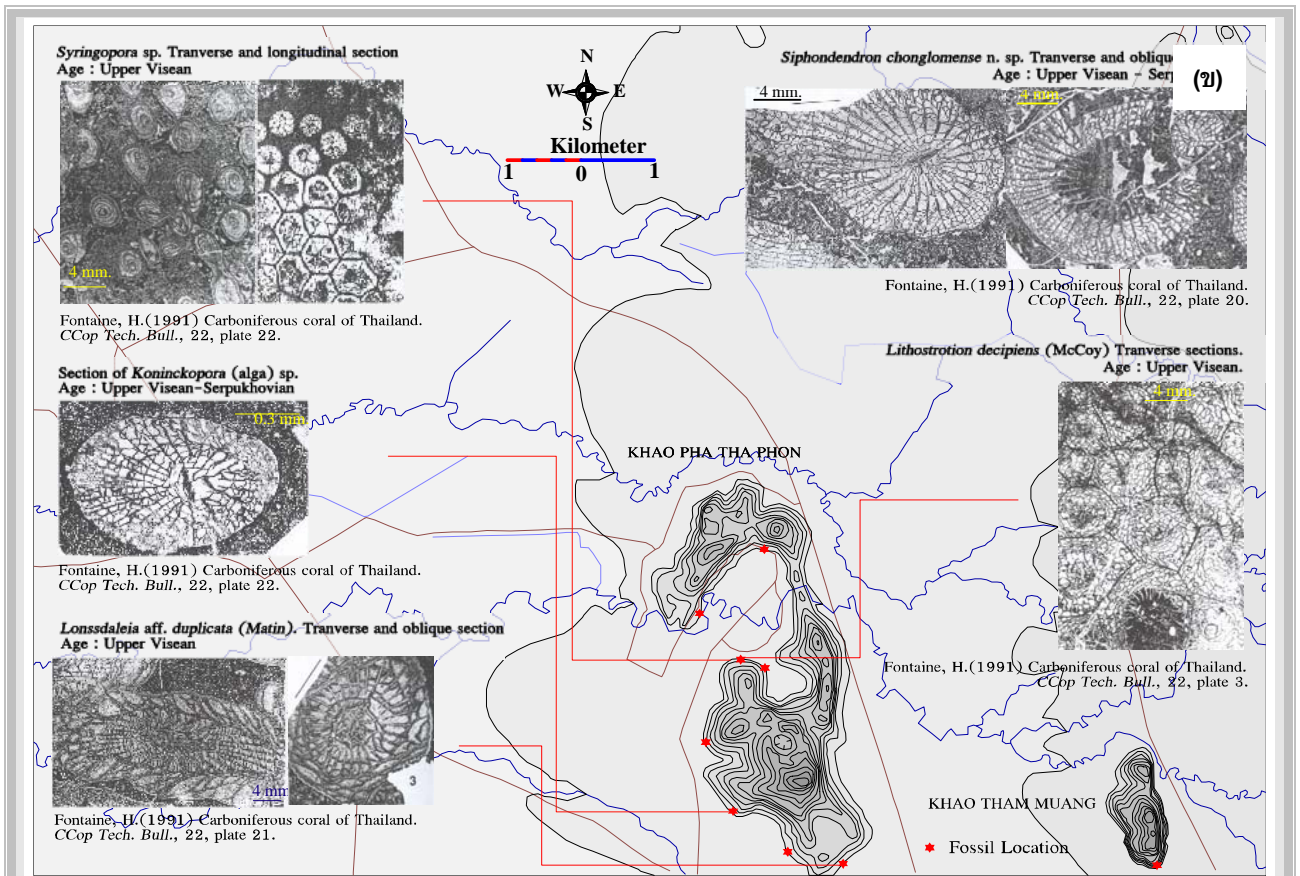 Syringopora sp. Tranverse and longitudinal section
Age : Upper Visean
4 mm.
Fontaine, H.(1991) Carboniferous coral of Thailand.
CCop Tech. Bull., 22, plate 22.
Section of Koninckopora (alga) sp.
Age : Upper Visean-Serpukhovian
0.3 mm
Fontaine, H.(1991) Carboniferous coral of Thailand.
CCop Tech. Bull., 22, plate 22.
Lonssdaleia aff. duplicata (Matin). Tranverse and oblique section
Age : Upper Visean
4 mm
3
Fontaine, H.(1991) Carboniferous coral of Thailand.
CCop Tech. Bull., 22, plate 21.
N
W E
S
Kilometer
1 0 1
Siphondendron chonglomense n. sp. Tranverse and
Age : Upper Visean -
(ข)
4 mm.
4 mm.
Fontaine, H.(1991) Carboniferous coral of Thailand.
CCop Tech. Bull., 22, plate 20.
Lithostrotion decipiens (McCoy) Tranverse sections.
Age : Upper Visean.
4 mm
Fontaine, H.(1991) Carboniferous coral of Thailand.
CCop Tech. Bull., 22, plate 3.
KHAO PHA THA PHON
KHAO THAM MUANG
Fossil Location